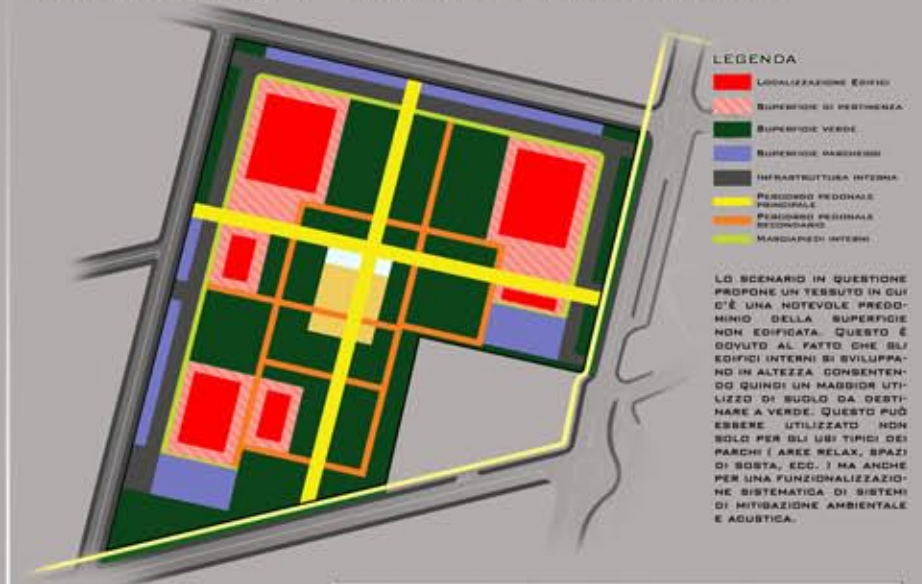 LEGENDA
LOCALIZZAZIONE EDIFICI
SUPERFICIE DI PERTINENZA
SUPERFICIE VERDE
SUPERFICIE PARCHEGGI
INFRASTRUTTURA INTERNA
PERCORSO PEDONALE
PRINCIPALE
PERCORSO PEDONALE
SECONDARIO
MARCIAPIEDI INTERNI
LO SCENARIO IN QUESTIONE
PROPONE UN TESSUTO IN CUI
C'È UNA NOTEVOLE PREDO-
MINIO DELLA SUPERFICIE
NON EDIFICATA. QUESTO È
DOVUTO AL FATTO CHE GLI
EDIFICI INTERNI SI SVILUPPA-
NO IN ALTEZZA CONSENTEN-
DO QUINDI UN MAGGIOR UTI-
LIZZO DI SUOLO DA DESTI-
NARE A VERDE. QUESTO PUÒ
ESSERE UTILIZZATO NON
SOLO PER GLI USI TIPICI DEI
PARCHI ( AREE RELAX, SPAZI
DI SOSTA, ECC. ) MA ANCHE
PER UNA FUNZIONALIZZAZIO-
NE SISTEMATICA DI SISTEMI
DI MITIGAZIONE AMBIENTALE
E ACUSTICA.